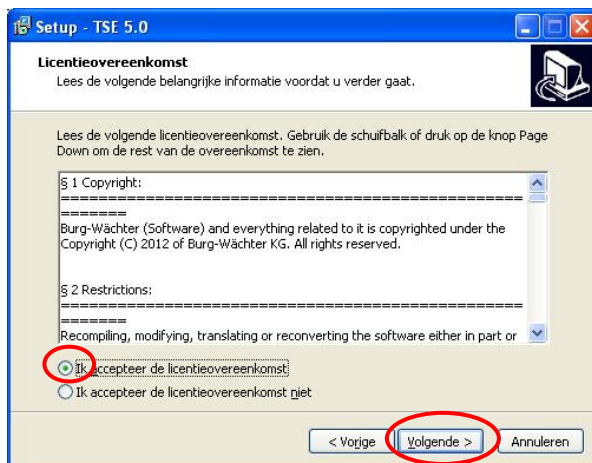 Setup - TSE 5.0
Licentieovereenkomst
Lees de volgende belangrijke informatie voordat u verder gaat.
Lees de volgende licentieovereenkomst. Gebruik de schuifbalk of druk op de knop Page
Down om de rest van de overeenkomst te zien.
§ 1 Copyright:
====================================================
=======
Burg-Wächter (Software) and everything related to it is copyrighted under the
Copyright (C) 2012 of Burg-Wächter KG. All rights reserved.
§ 2 Restrictions:
====================================================
=======
Recompiling, modifying, translating or reconverting the software either in part or
Ik accepteer de licentieovereenkomst
Ik accepteer de licentieovereenkomst niet
< Vorige
Volgende >
Annuleren